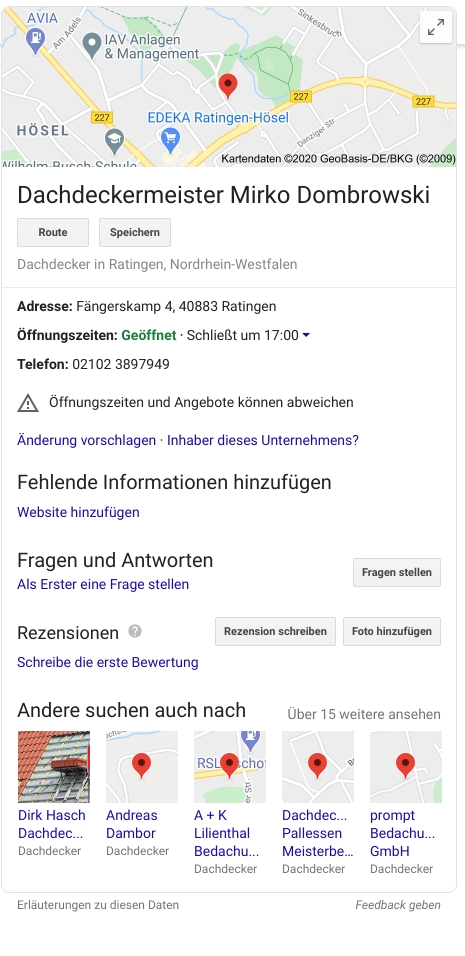 AVIA
Am Adels
Sinkesbruch
IAV Anlagen
& Management
227
227
227
EDEKA Ratingen-Hösel
HÖSEL
Danziger Str
Wilhelm-Busch-Schule
Kartendaten ©2020 GeoBasis-DE/BKG (©2009)
Dachdeckermeister Mirko Dombrowski
Route
Speichern
Dachdecker in Ratingen, Nordrhein-Westfalen
Adresse: Fängerskamp 4, 40883 Ratingen
Öffnungszeiten: Geöffnet · Schließt um 17:00
Telefon: 02102 3897949
Öffnungszeiten und Angebote können abweichen
Änderung vorschlagen · Inhaber dieses Unternehmens?
Fehlende Informationen hinzufügen
Website hinzufügen
Fragen und Antworten
Als Erster eine Frage stellen
Fragen stellen
Rezensionen
Rezension schreiben
Foto hinzufügen
Schreibe die erste Bewertung
Andere suchen auch nach
Über 15 weitere ansehen
Dirk Hasch
Dachdec...
Dachdecker
Andreas
Dambor
Dachdecker
A + K
Lilienthal
Bedachu...
Dachdecker
Dachdec...
Pallessen
Meisterbe...
Dachdecker
prompt
Bedachu...
GmbH
Dachdecker
Erläuterungen zu diesen Daten
Feedback geben